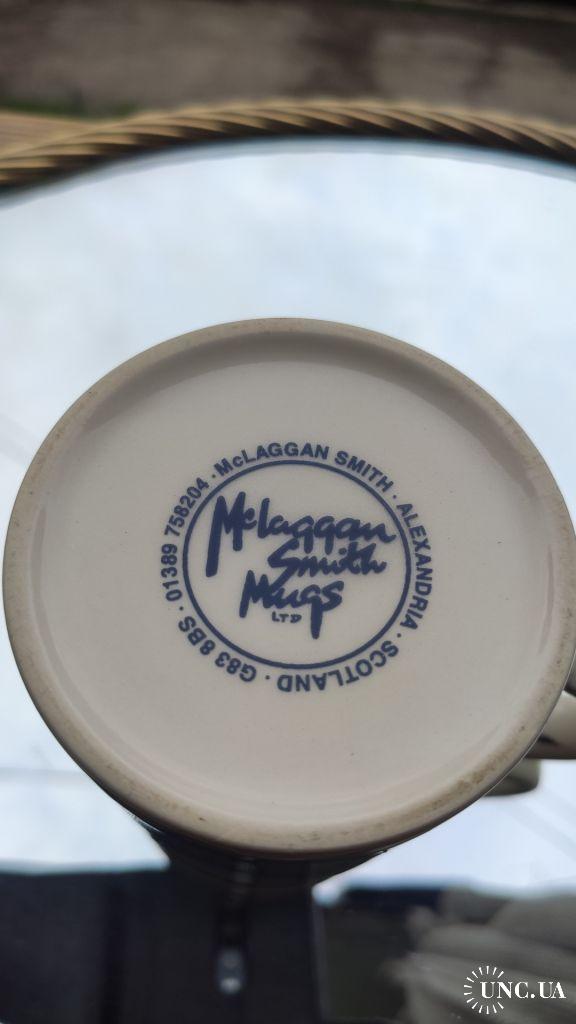 McLAGGAN SMITH · ALEXANDRIA · SCOTLAND · G83 8BS · 01389 758204 ·
McLaggan
Smith
Mugs
LTD
UNC.UA